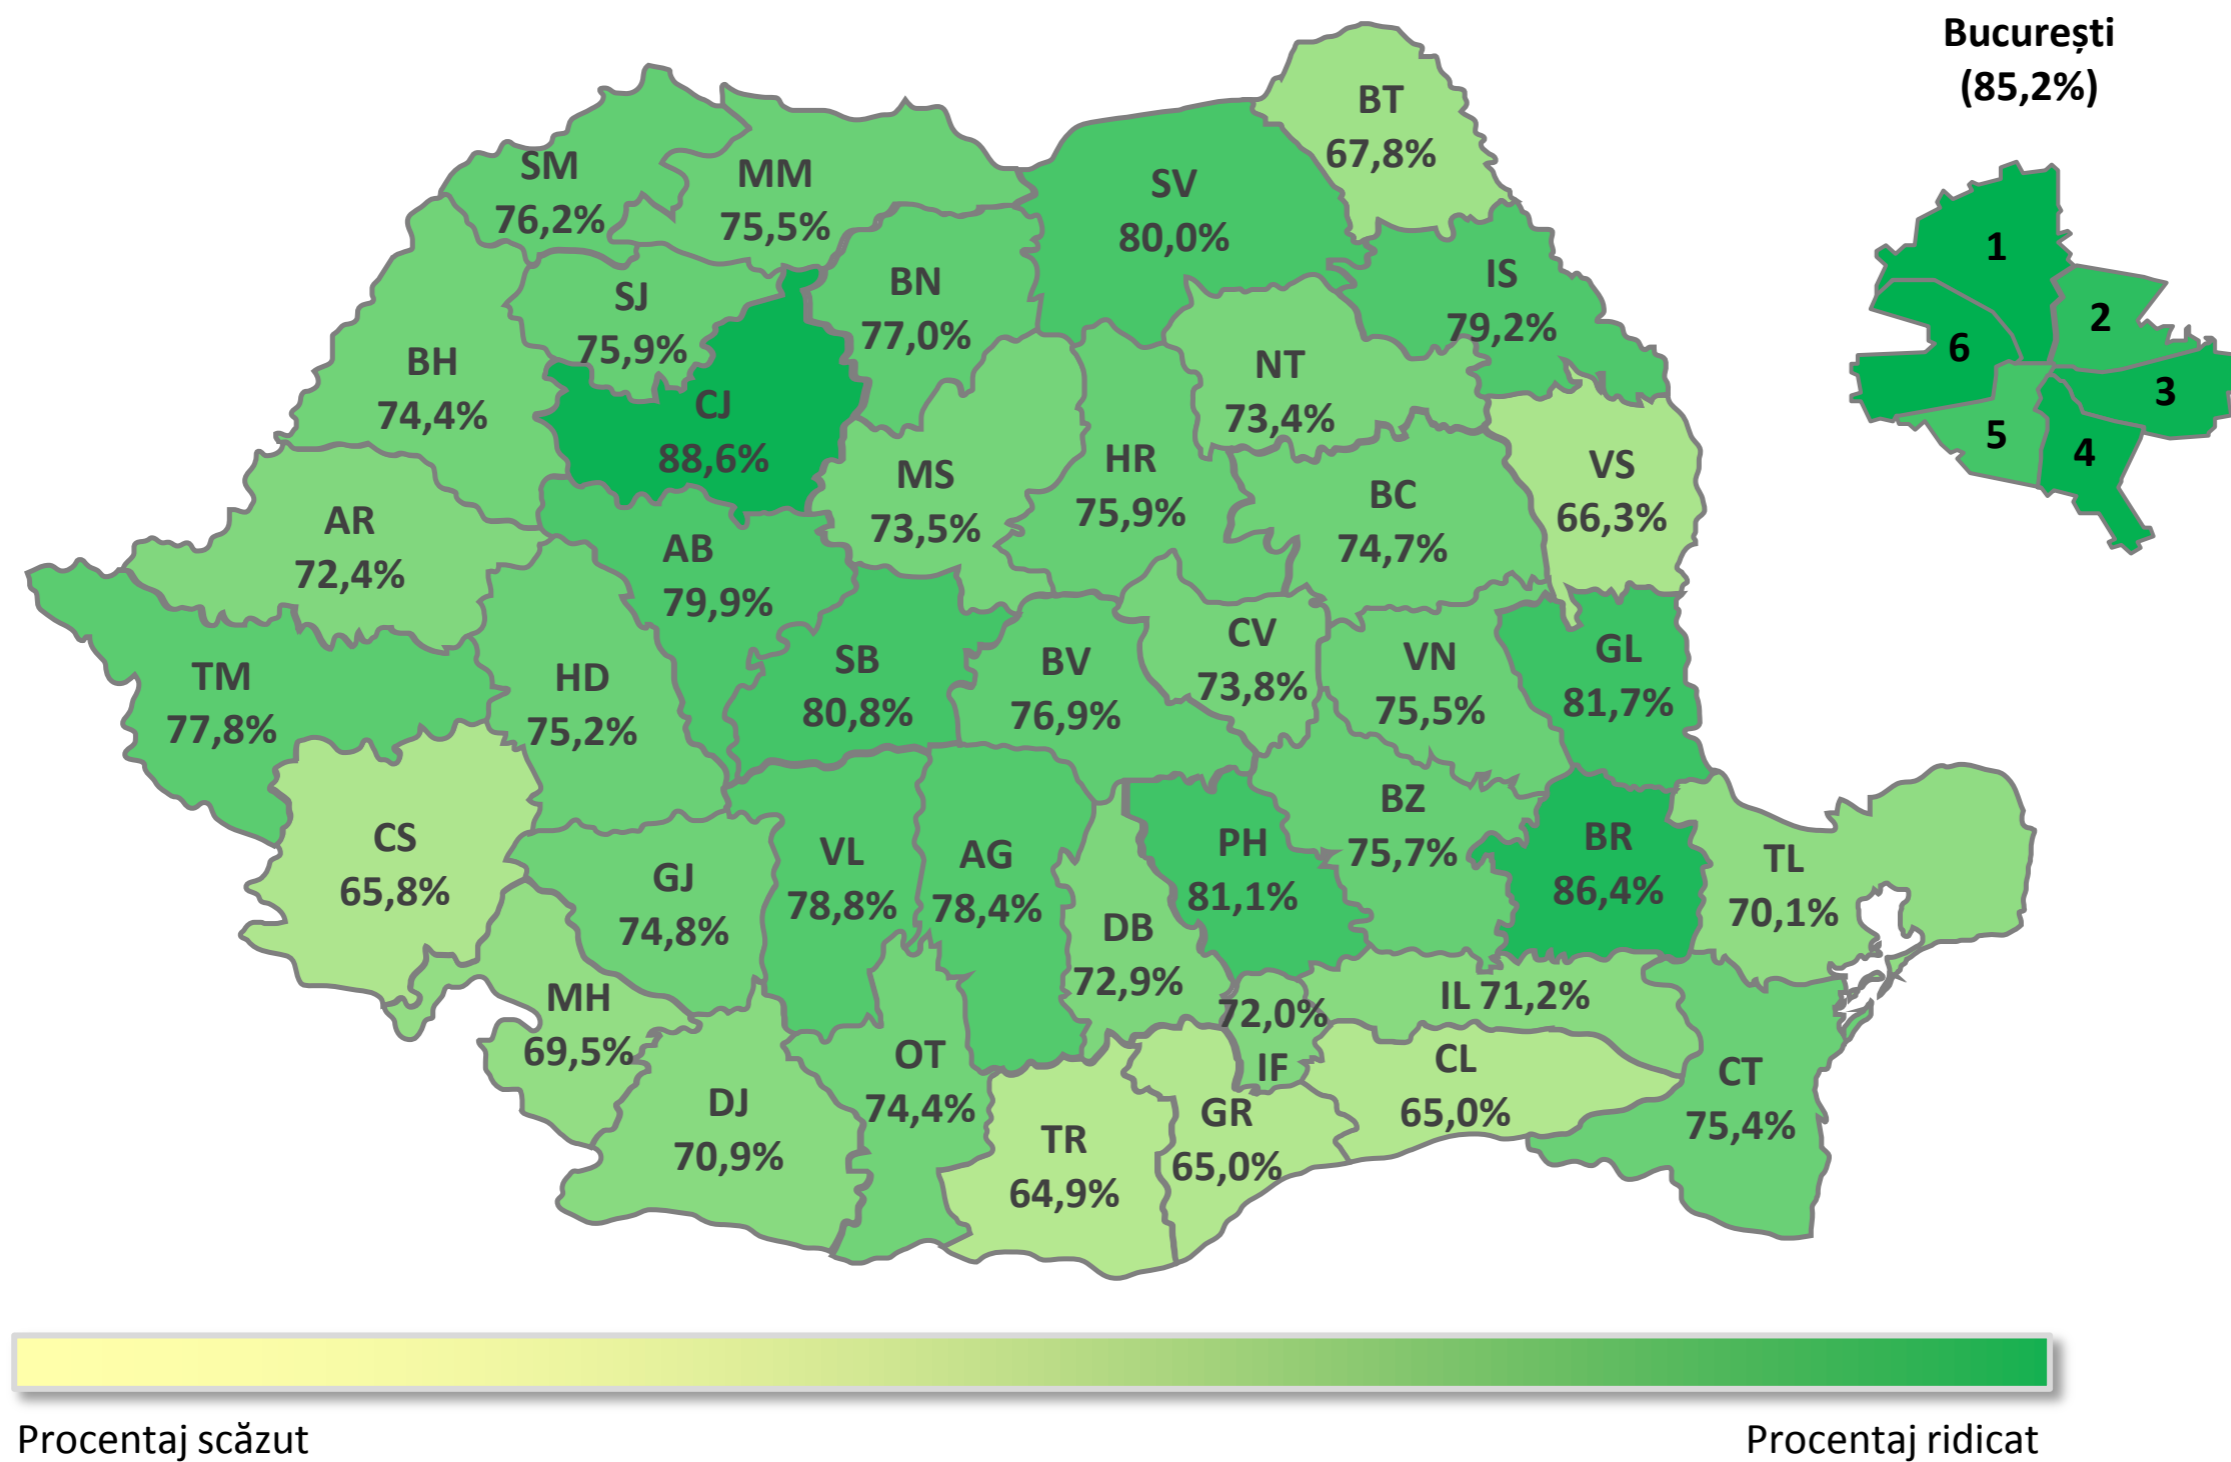 București
(85,2%)
BT
67,8%
SM
76,2%
MM
75,5%
SV
80,0%
1
BN
77,0%
IS
79,2%
SJ
75,9%
2
6
BH
74,4%
NT
73,4%
3
CJ
88,6%
5
4
HR
75,9%
MS
73,5%
VS
66,3%
BC
74,7%
AR
72,4%
AB
79,9%
CV
73,8%
GL
81,7%
VN
75,5%
SB
80,8%
BV
76,9%
TM
77,8%
HD
75,2%
BZ
75,7%
CS
65,8%
BR
86,4%
PH
81,1%
VL
78,8%
AG
78,4%
TL
70,1%
GJ
74,8%
DB
72,9%
MH
69,5%
IL 71,2%
72,0%
IF
OT
74,4%
CL
65,0%
CT
75,4%
DJ
70,9%
GR
65,0%
TR
64,9%
Procentaj scăzut
Procentaj ridicat